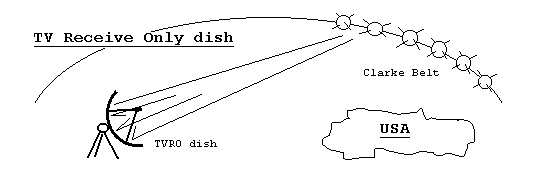 TV Receive Only dish
Clarke Belt
USA
TVRO dish